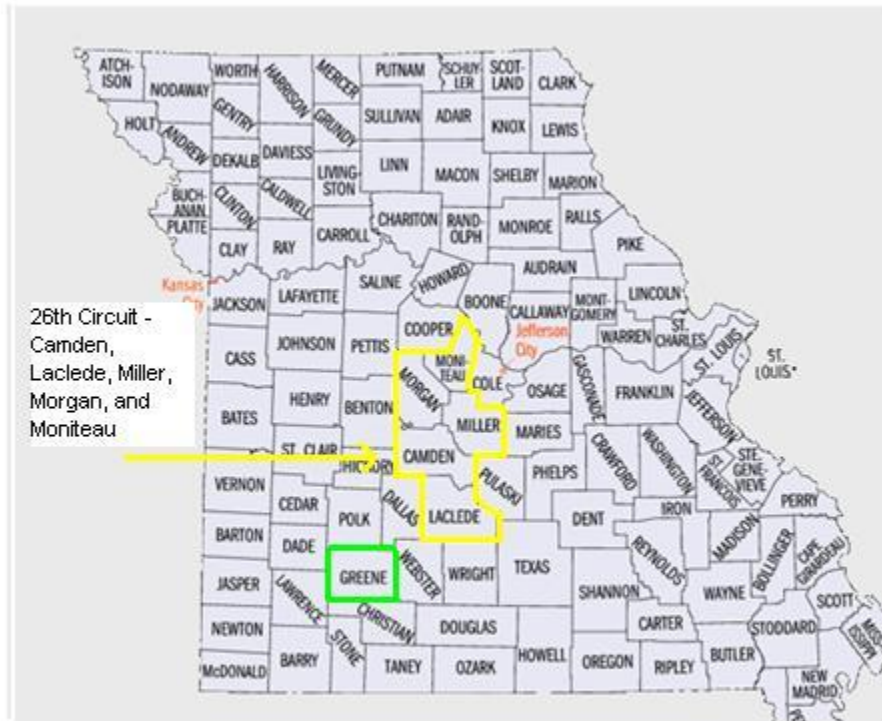 ATCH-
ISON
NODAWAY
WORTH
HARRISON
MERCER
PUTNAM
SCHUY-
LER
SCOT-
LAND
CLARK
HOLT
GENTRY
SULLIVAN
ADAIR
KNOX
LEWIS
ANDREW
DEKALB
DAVIESS
GRUNDY
LINN
MACON
SHELBY
MARION
BUCH-
ANAN
CLINTON
CALDWELL
LIVING-
STON
CHARITON
RAND-
OLPH
MONROE
RALLS
PLATTE
CLAY
RAY
CARROLL
PIKE
Kansas
City
JACKSON
LAFAYETTE
SALINE
HOWARD
BOONE
AUDRAIN
CALLAWAY
MONT-
GOMERY
LINCOLN
26th Circuit -
Camden,
Laclede, Miller,
Morgan, and
Moniteau
CASS
JOHNSON
PETTIS
COOPER
MONI-
TEAU
COLE
Jefferson
City
WARREN
ST.
CHARLES
ST. LOUIS
ST.
LOUIS*
BATES
HENRY
BENTON
MORGAN
MILLER
OSAGE
GASCONADE
FRANKLIN
JEFFERSON
ST. CLAIR
HICKORY
CAMDEN
MARIES
CRAWFORD
WASHINGTON
ST.
FRANCOIS
STE.
GENE-
VIEVE
VERNON
CEDAR
POLK
DALLAS
LACLEDE
PULASKI
PHELPS
DENT
IRON
MADISON
PERRY
BARTON
DADE
GREENE
WEBSTER
WRIGHT
TEXAS
REYNOLDS
BOLLINGER
CAPE
GIRARDEAU
JASPER
LAWRENCE
CHRISTIAN
DOUGLAS
SHANNON
WAYNE
SCOTT
NEWTON
STONE
HOWELL
CARTER
STODDARD
MISS-
ISSIPPI
McDONALD
BARRY
TANEY
OZARK
OREGON
RIPLEY
BUTLER
NEW
MADRID